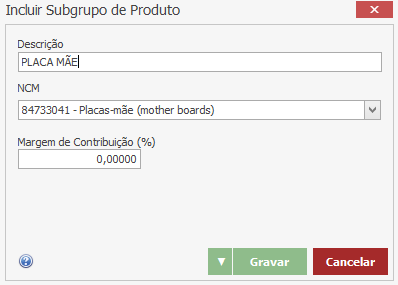 Incluir Subgrupo de Produto
Descrição
PLACA MÃE
NCM
84733041 - Placas-mãe (mother boards)
Margem de Contribuição (%)
0,00000
Gravar Cancelar